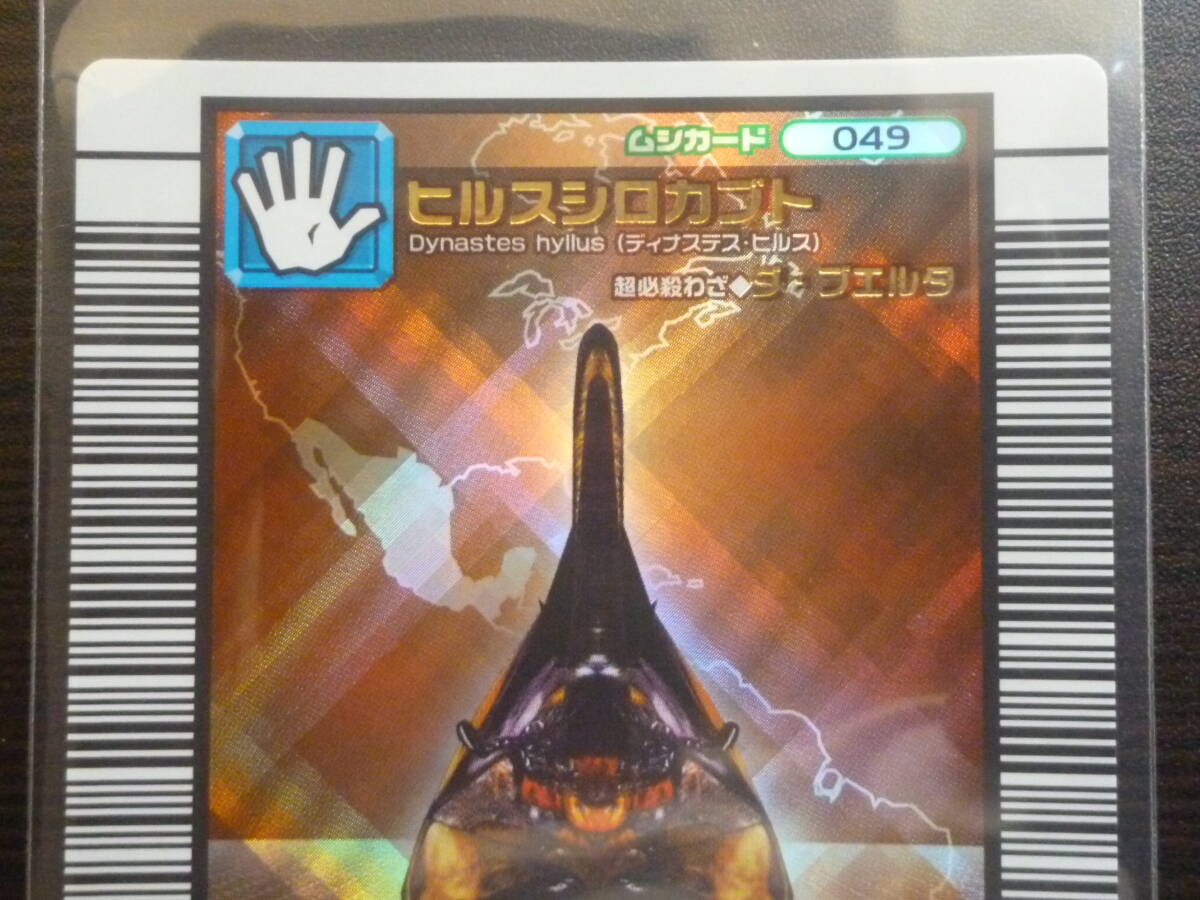 ムシカード 049
ヒルスシロカブト
Dynastes hyllus (ディナステス・ヒルス)
超必殺わざ◆ダ・ブエルタ